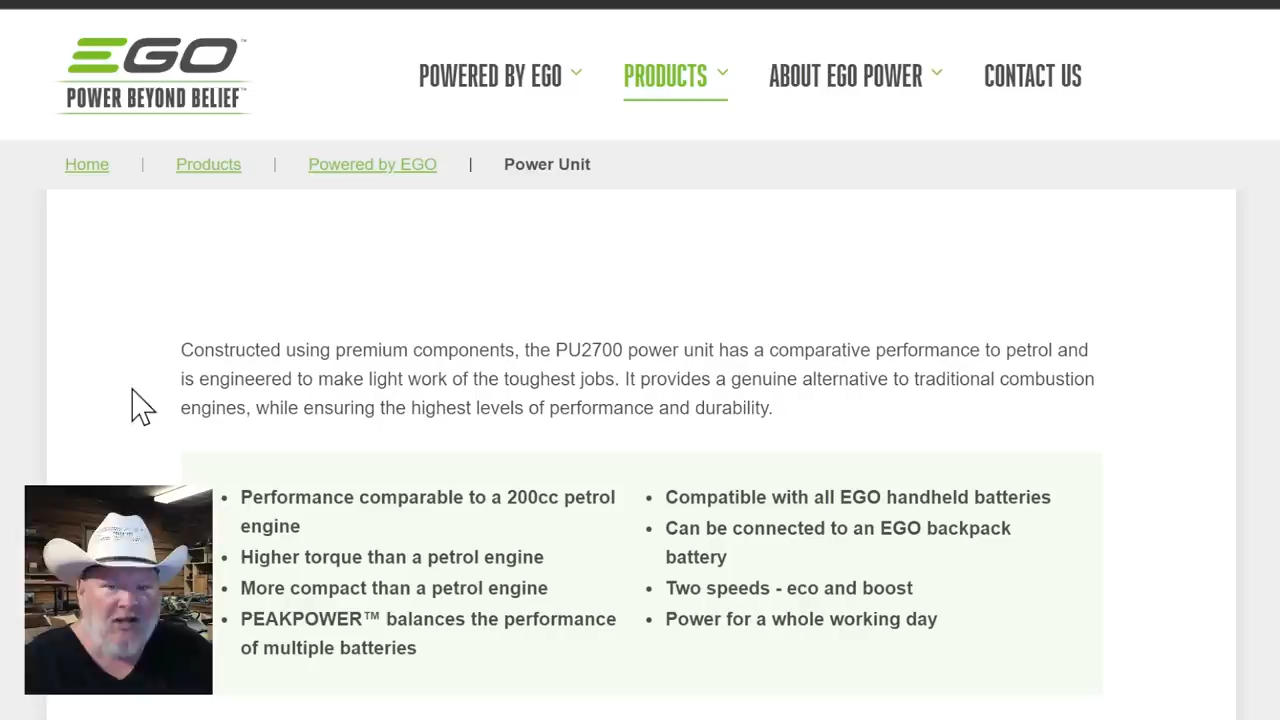 EGO™
POWER BEYOND BELIEF™
POWERED BY EGO
PRODUCTS
ABOUT EGO POWER
CONTACT US
Home | Products | Powered by EGO | Power Unit
Constructed using premium components, the PU2700 power unit has a comparative performance to petrol and
is engineered to make light work of the toughest jobs. It provides a genuine alternative to traditional combustion
engines, while ensuring the highest levels of performance and durability.
• Performance comparable to a 200cc petrol
engine
• Higher torque than a petrol engine
• More compact than a petrol engine
• PEAKPOWER™ balances the performance
of multiple batteries
• Compatible with all EGO handheld batteries
• Can be connected to an EGO backpack
battery
• Two speeds - eco and boost
• Power for a whole working day